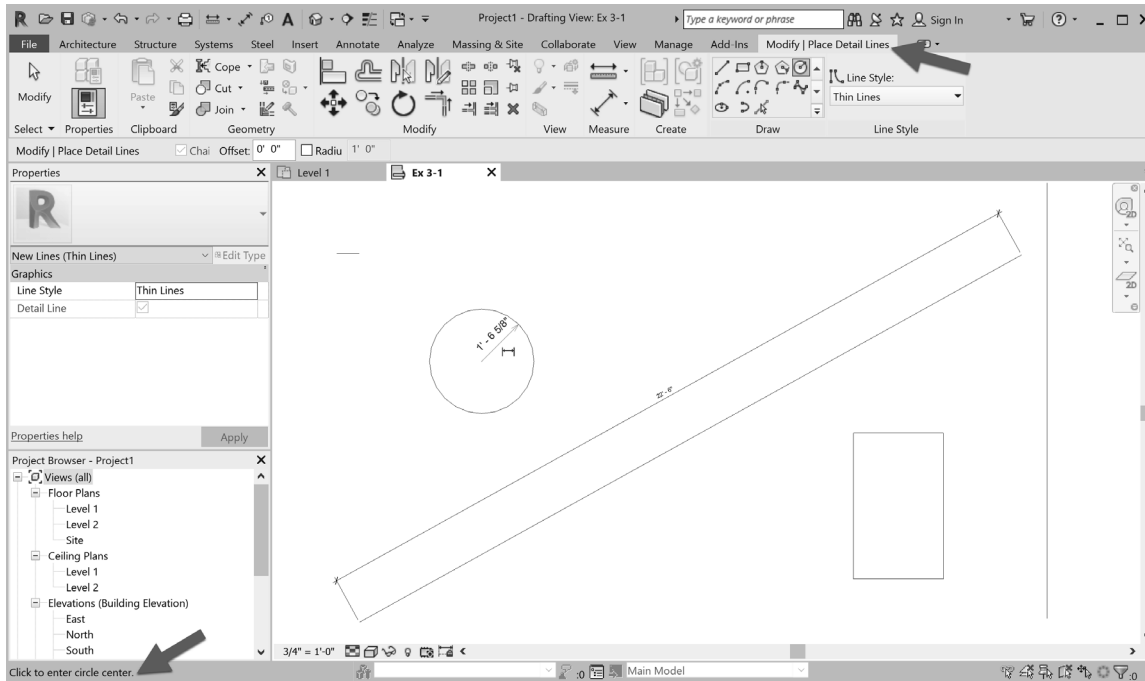 Project1 - Drafting View: Ex 3-1
Type a keyword or phrase
Sign In
File Architecture Structure Systems Steel Insert Annotate Analyze Massing & Site Collaborate View Manage Add-Ins Modify | Place Detail Lines
Modify
Paste
Cope
Cut
Join
Line Style:
Thin Lines
Select Properties Clipboard Geometry Modify View Measure Create Draw Line Style
Modify | Place Detail Lines Chai Offset: 0' 0" Radiu 1' 0"
Properties
Level 1
Ex 3-1
R
2D
New Lines (Thin Lines)
Edit Type
Graphics
Line Style Thin Lines
Detail Line
2D
1' - 6 5/8"
22' - 6"
Properties help
Apply
Project Browser - Project1
Views (all)
Floor Plans
Level 1
Level 2
Site
Ceiling Plans
Level 1
Level 2
Elevations (Building Elevation)
East
North
South
3/4" = 1'-0"
Click to enter circle center.
:0
Main Model
:0